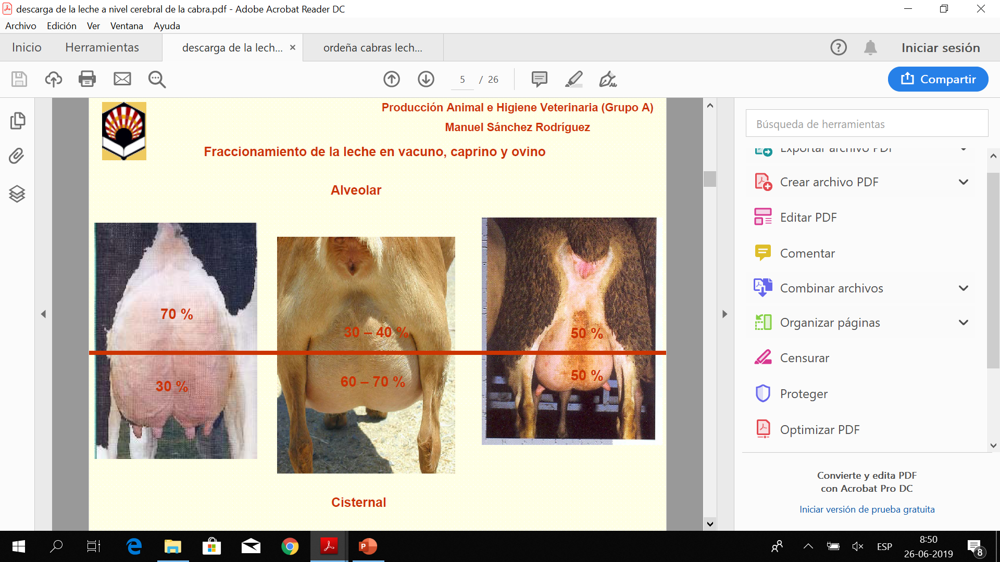 descarga de la leche a nivel cerebral de la cabra.pdf - Adobe Acrobat Reader DC
Archivo Edición Ver Ventana Ayuda
Inicio Herramientas descarga de la lech... × ordeña cabras lech... Iniciar sesión
5 / 26 Compartir
Producción Animal e Higiene Veterinaria (Grupo A)
Manuel Sánchez Rodríguez
Fraccionamiento de la leche en vacuno, caprino y ovino
Alveolar
70 % 30 – 40 % 50 %
30 % 60 – 70 % 50 %
Cisternal
Búsqueda de herramientas
Exportar archivo PDF
Crear archivo PDF
Editar PDF
Comentar
Combinar archivos
Organizar páginas
Censurar
Proteger
Optimizar PDF
Convierte y edita PDF
con Acrobat Pro DC
Iniciar versión de prueba gratuita
ESP
8:50
26-06-2019
8